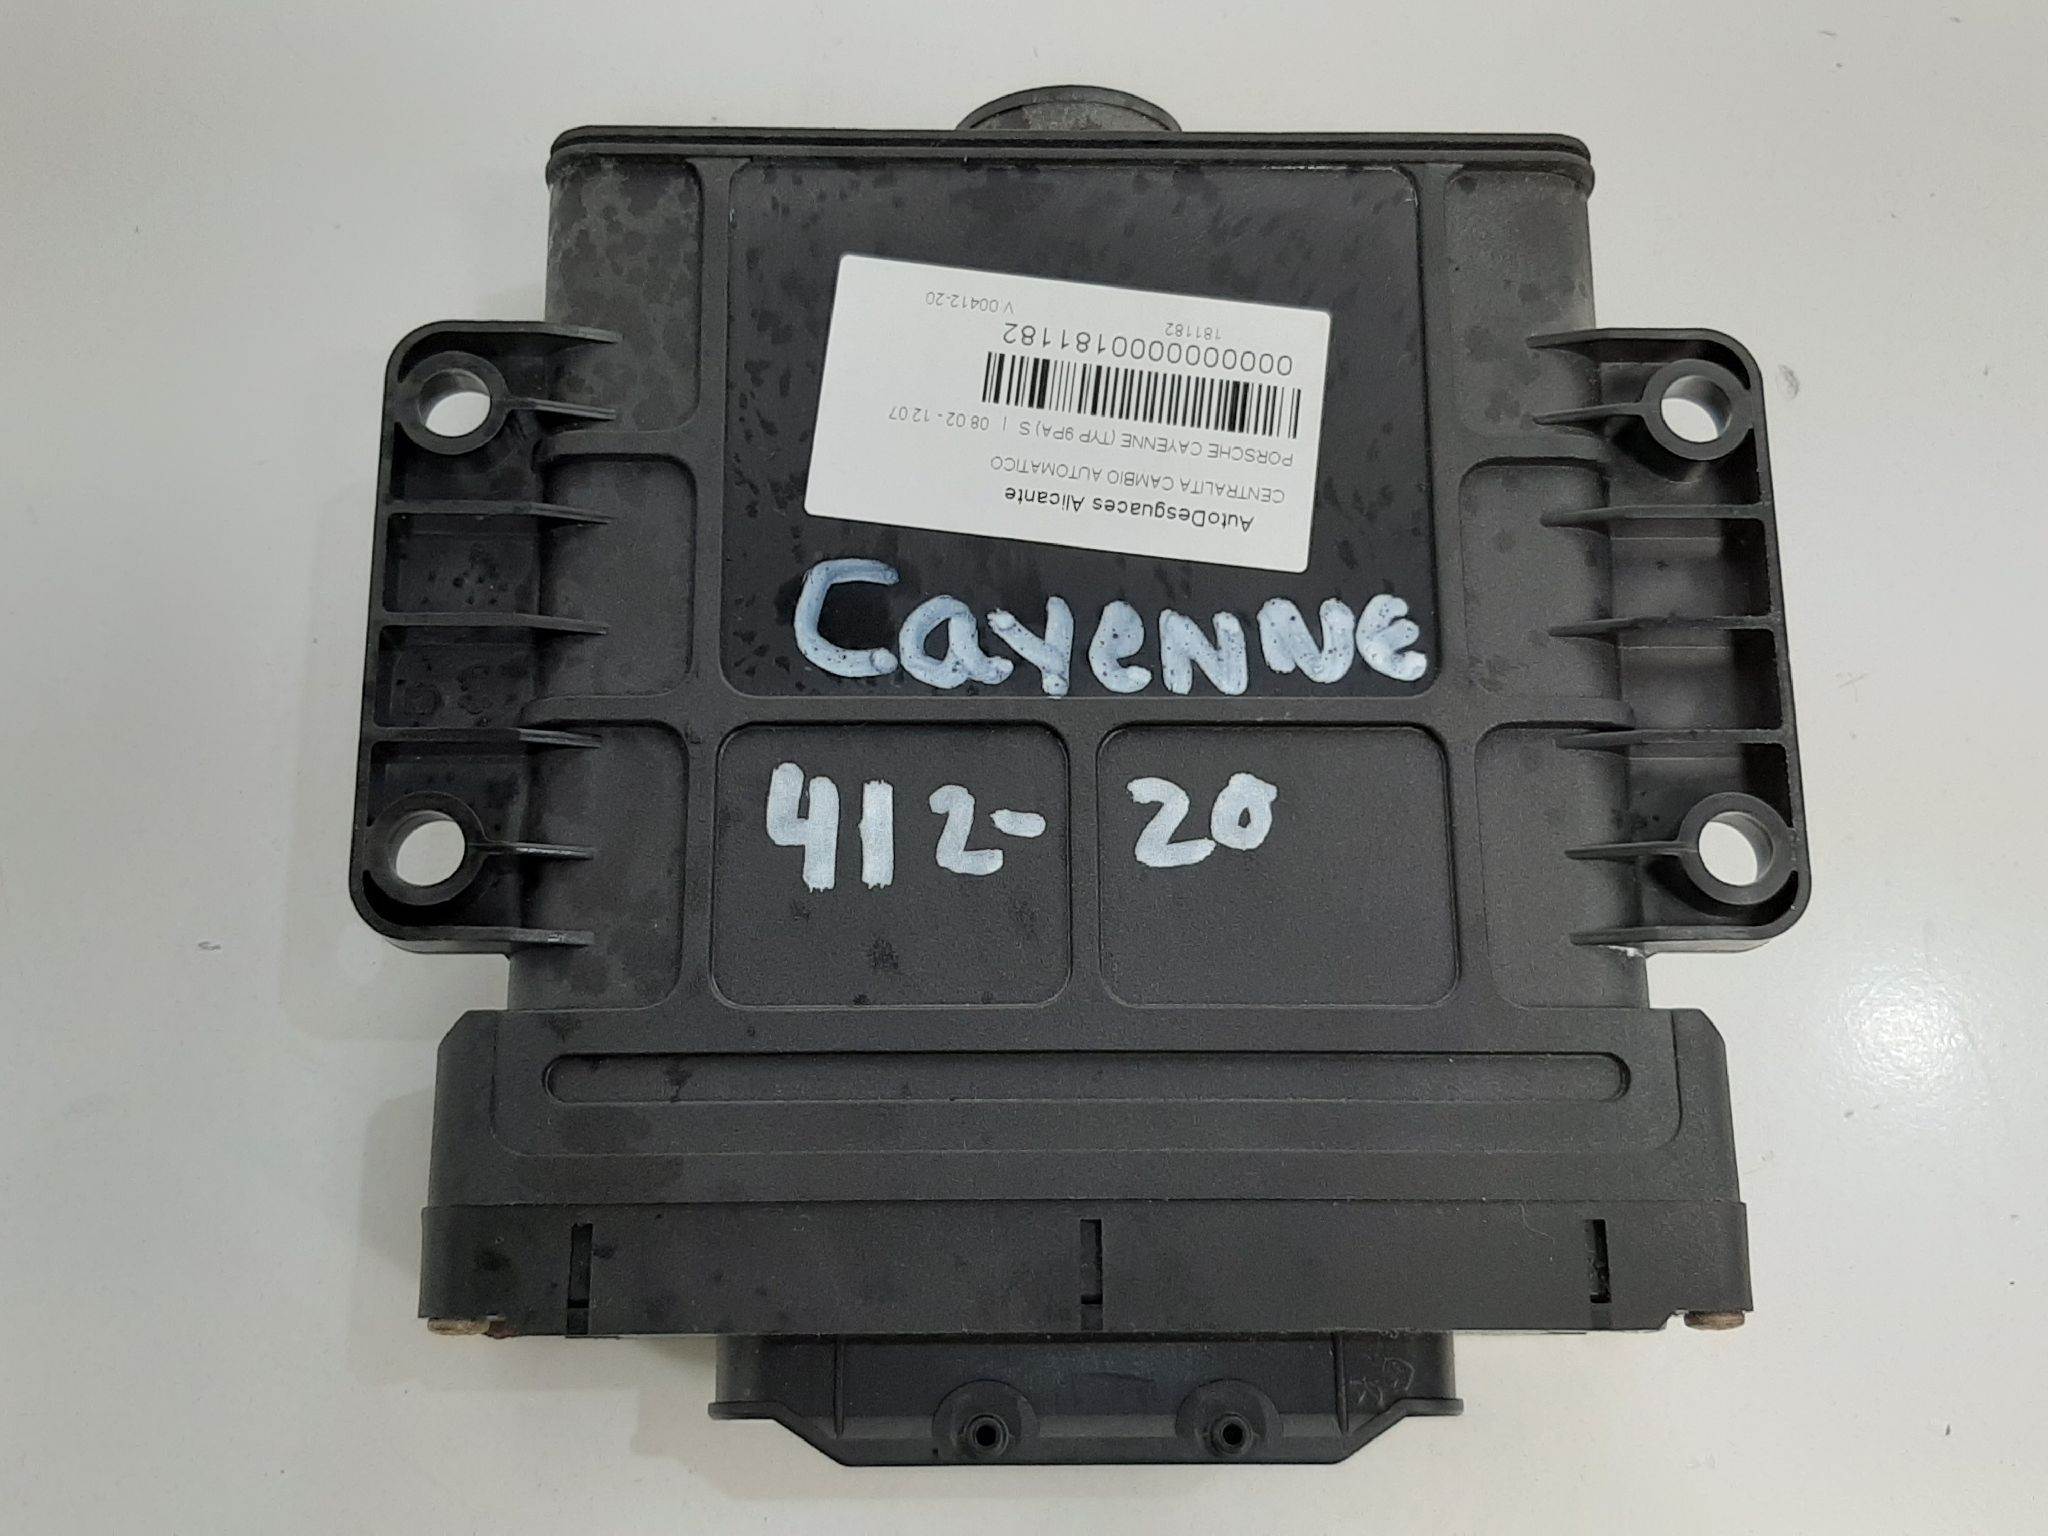 AutoDesguaces Alicante
CENTRALITA CAMBIO AUTOMATICO
PORSCHE CAYENNE (TYP 9PA) S | 08.02 - 12.07
0000000000181182
181182
V 00412-20
Cayenne
412-20